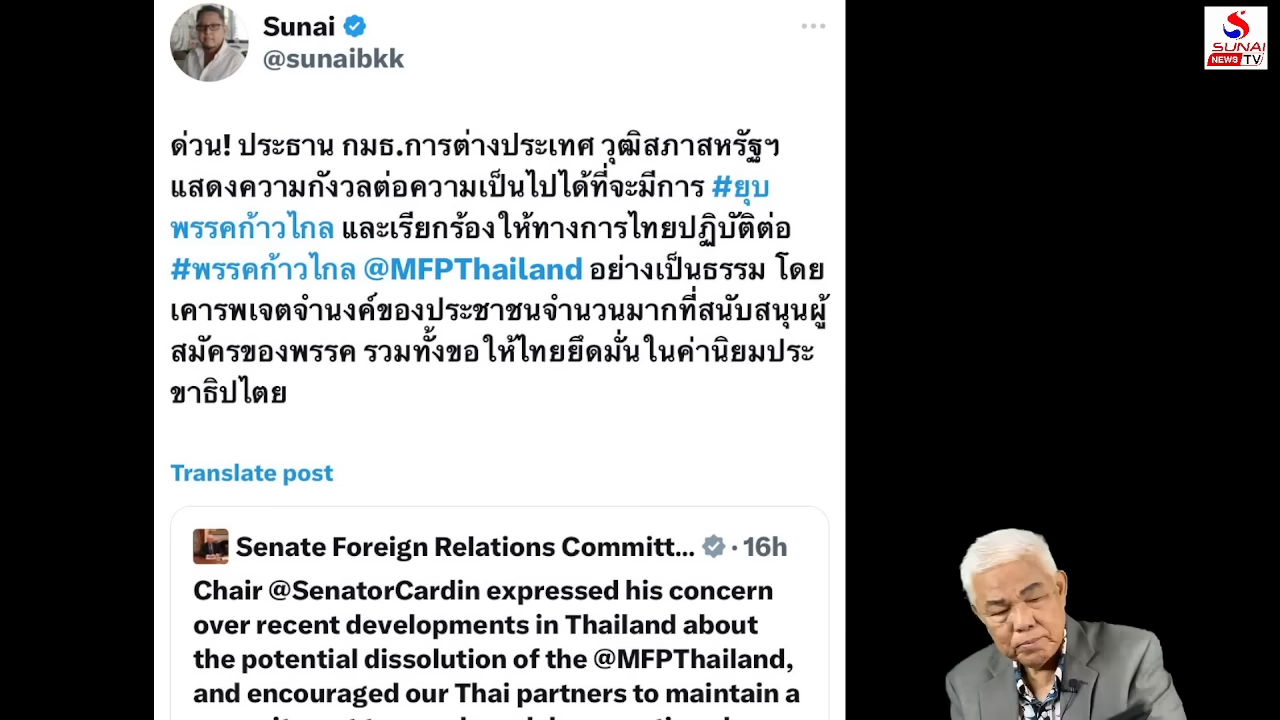 Sunai
@sunaibkk
SUNAI
NEWS TV
ด่วน! ประธาน กมธ.การต่างประเทศ วุฒิสภาสหรัฐฯ
แสดงความกังวลต่อความเป็นไปได้ที่จะมีการ #ยุบ
พรรคก้าวไกล และเรียกร้องให้ทางการไทยปฏิบัติต่อ
#พรรคก้าวไกล @MFPThailand อย่างเป็นธรรม โดย
เคารพเจตจำนงค์ของประชาชนจำนวนมากที่สนับสนุนผู้
สมัครของพรรค รวมทั้งขอให้ไทยยึดมั่นในค่านิยมประ
ชาธิปไตย
Translate post
Senate Foreign Relations Committ... · 16h
Chair @SenatorCardin expressed his concern
over recent developments in Thailand about
the potential dissolution of the @MFPThailand,
and encouraged our Thai partners to maintain a